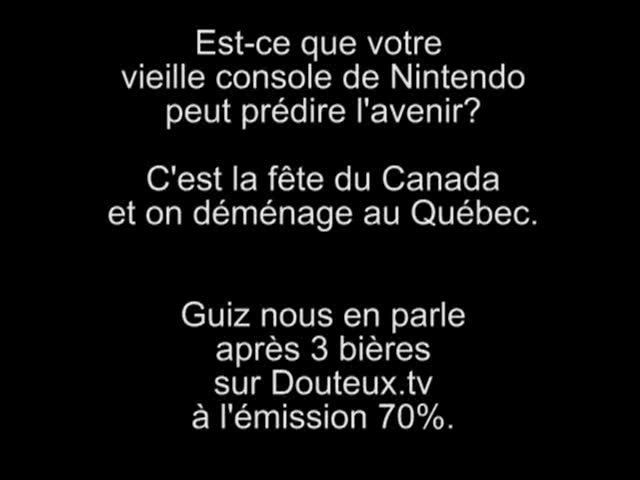 Est-ce que votre
vieille console de Nintendo
peut prédire l'avenir?
C'est la fête du Canada
et on déménage au Québec.
Guiz nous en parle
après 3 bières
sur Douteux.tv
à l'émission 70%.